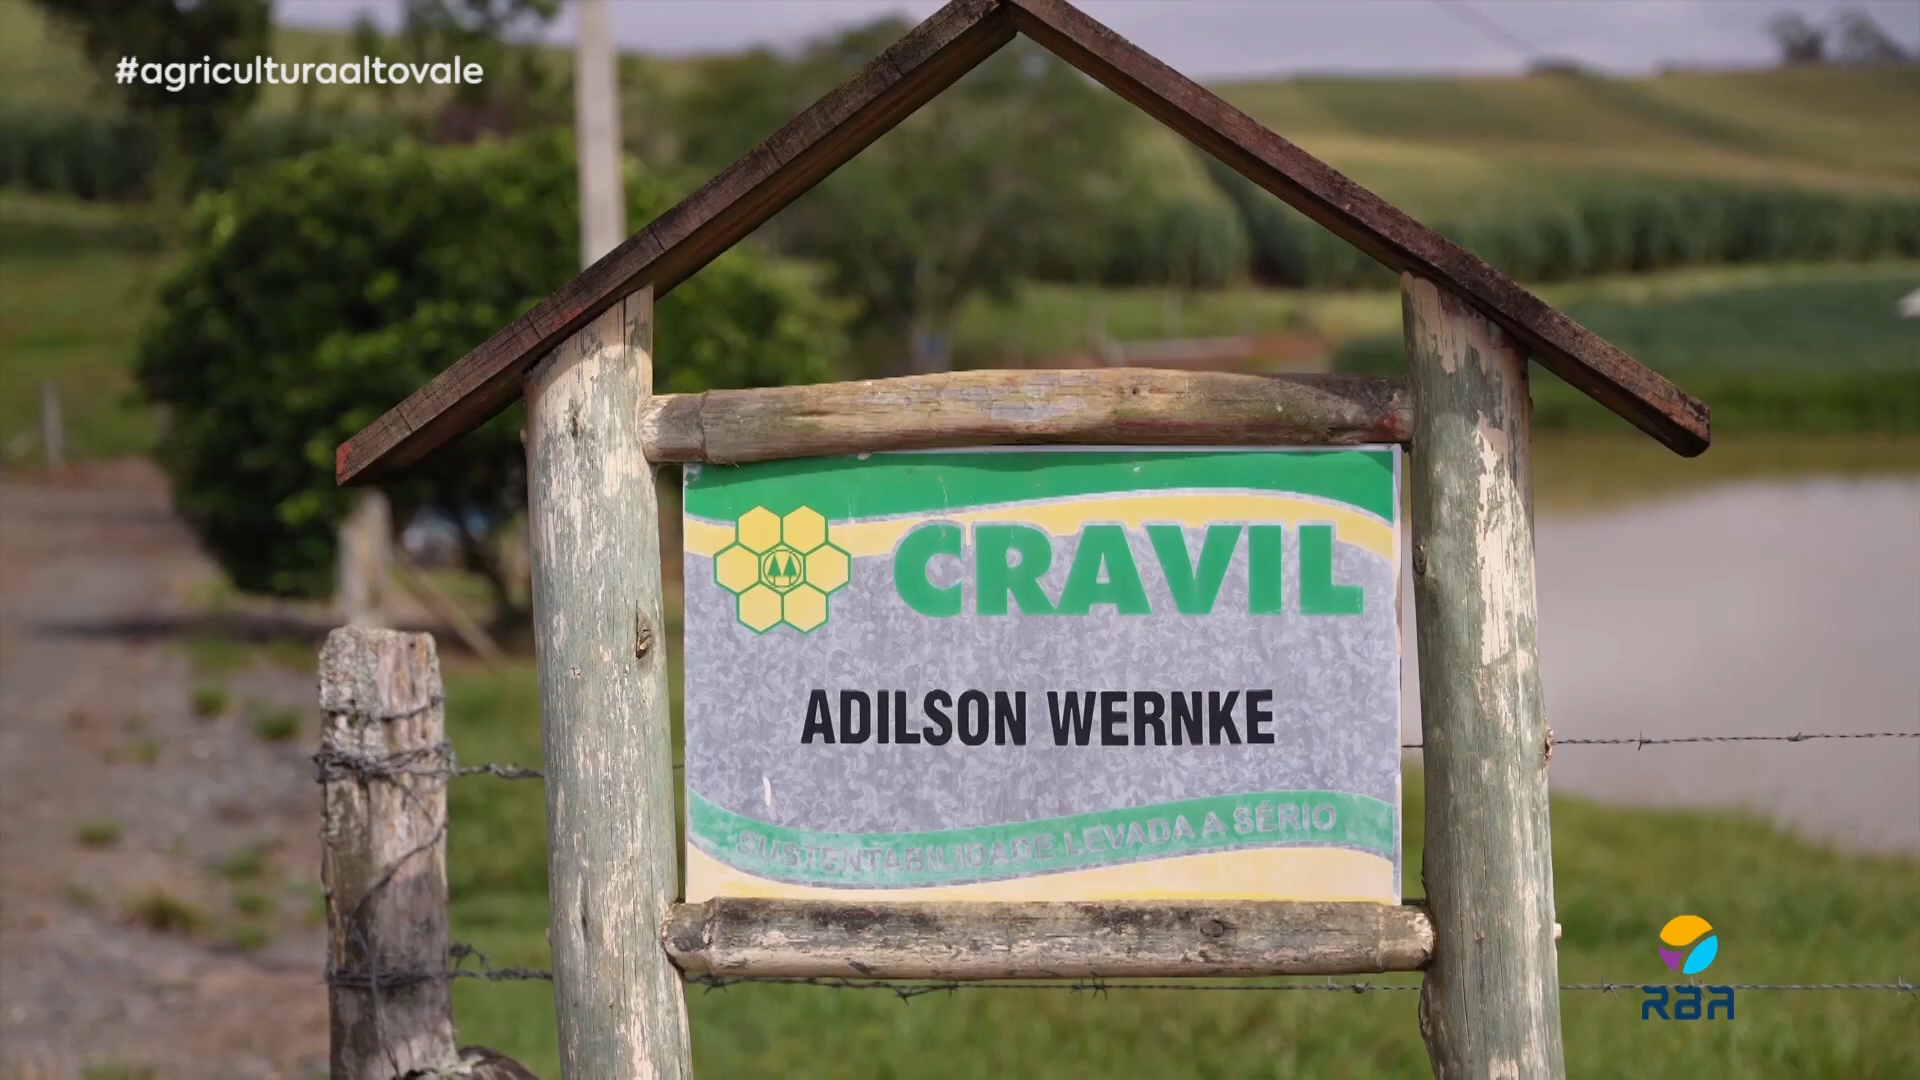 #agriculturaaltovale
CRAVIL
ADILSON WERNKE
SUSTENTABILIDADE LEVADA A SÉRIO
RBA